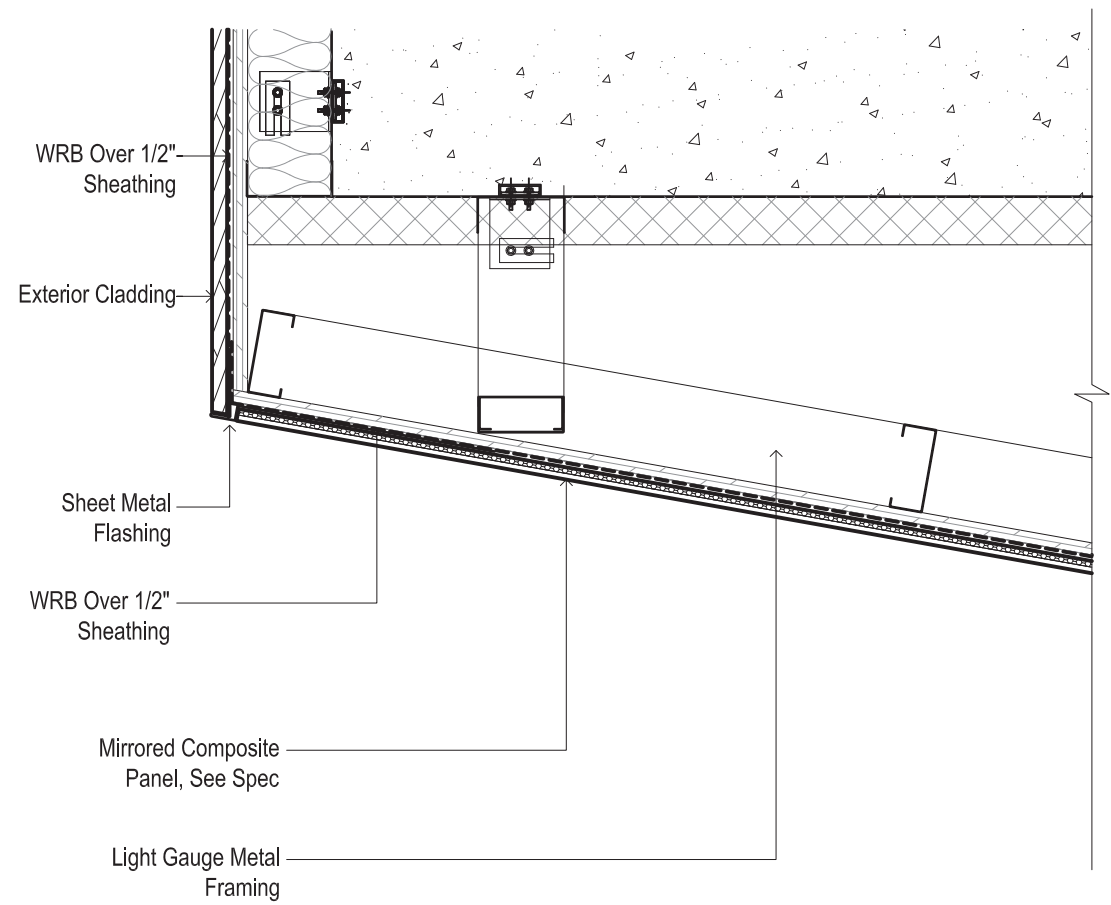 WRB Over 1/2"
Sheathing
Exterior Cladding
Sheet Metal
Flashing
WRB Over 1/2"
Sheathing
Mirrored Composite
Panel, See Spec
Light Gauge Metal
Framing